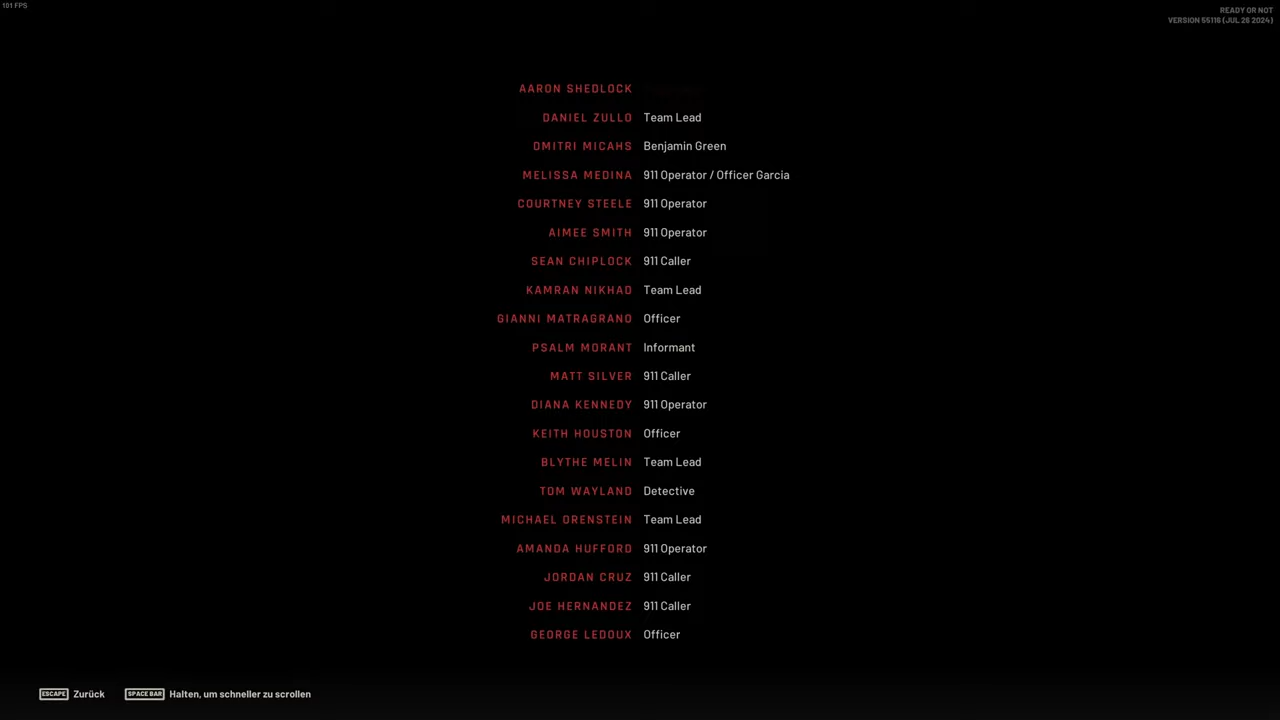 101 FPS
READY OR NOT
VERSION 55116 (JUL 26 2024)
AARON SHEDLOCK
DANIEL ZULLO Team Lead
DMITRI MICAHS Benjamin Green
MELISSA MEDINA 911 Operator / Officer Garcia
COURTNEY STEELE 911 Operator
AIMEE SMITH 911 Operator
SEAN CHIPLOCK 911 Caller
KAMRAN NIKHAD Team Lead
GIANNI MATRAGRANO Officer
PSALM MORANT Informant
MATT SILVER 911 Caller
DIANA KENNEDY 911 Operator
KEITH HOUSTON Officer
BLYTHE MELIN Team Lead
TOM WAYLAND Detective
MICHAEL ORENSTEIN Team Lead
AMANDA HUFFORD 911 Operator
JORDAN CRUZ 911 Caller
JOE HERNANDEZ 911 Caller
GEORGE LEDOUX Officer
ESCAPE Zurück SPACE BAR Halten, um schneller zu scrollen